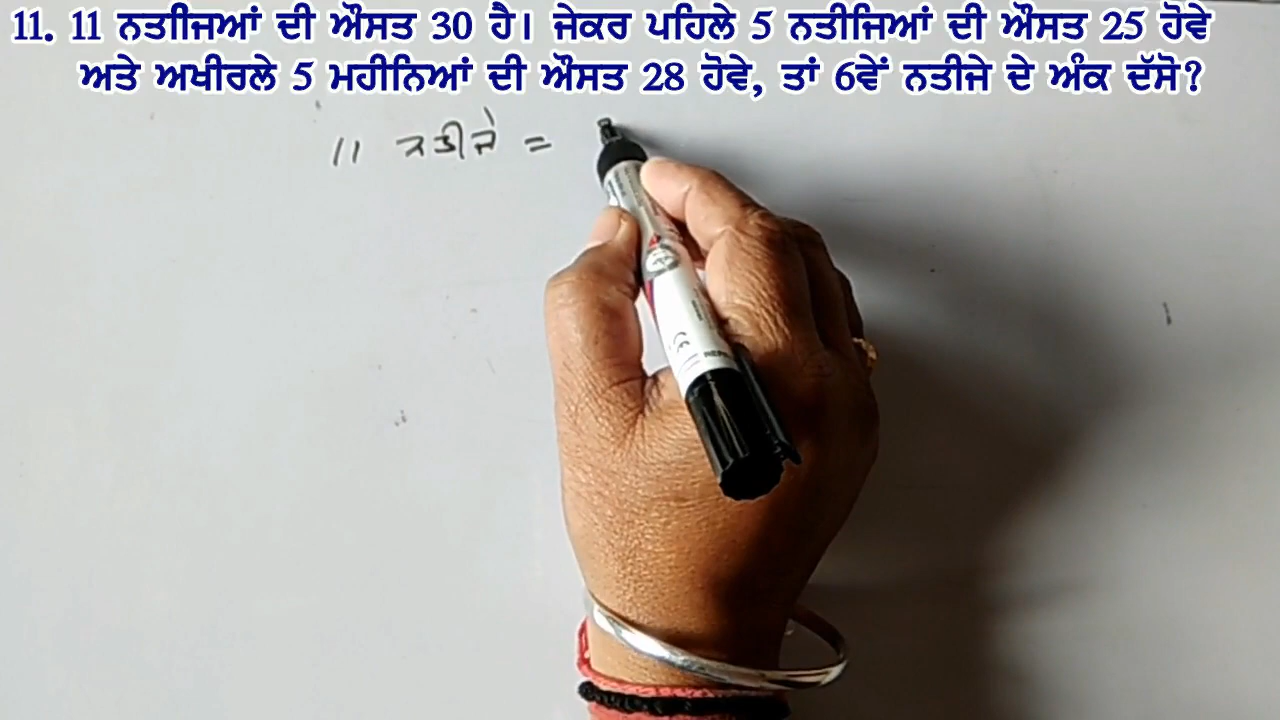 11. 11 ਨਤੀਜਿਆਂ ਦੀ ਔਸਤ 30 ਹੈ। ਜੇਕਰ ਪਹਿਲੇ 5 ਨਤੀਜਿਆਂ ਦੀ ਔਸਤ 25 ਹੋਵੇ
ਅਤੇ ਅਖੀਰਲੇ 5 ਮਹੀਨਿਆਂ ਦੀ ਔਸਤ 28 ਹੋਵੇ, ਤਾਂ 6ਵੇਂ ਨਤੀਜੇ ਦੇ ਅੰਕ ਦੱਸੋ?
11 ਨਤੀਜੇ =